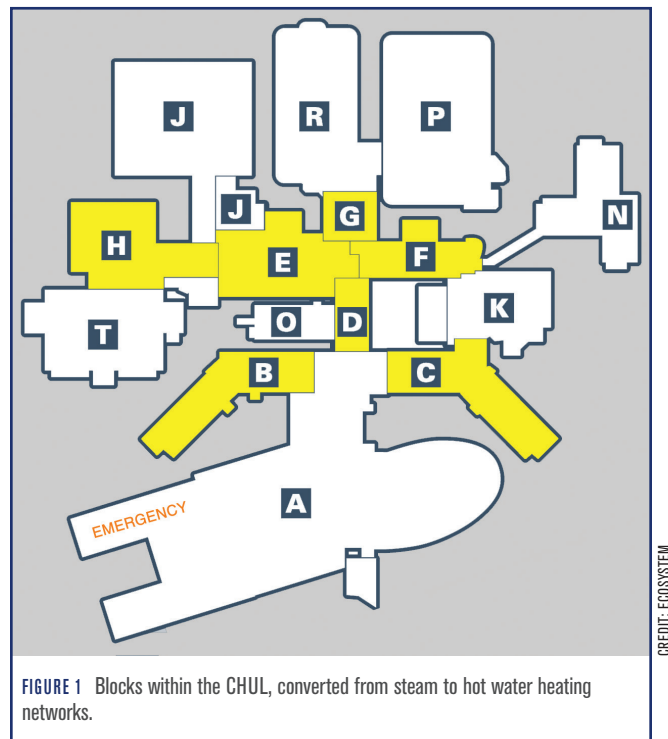 J
R
P
J
G
N
H
E
F
T
O
D
K
B
C
A
EMERGENCY
CREDIT: ECOSYSTEM
FIGURE 1 Blocks within the CHUL, converted from steam to hot water heating
networks.